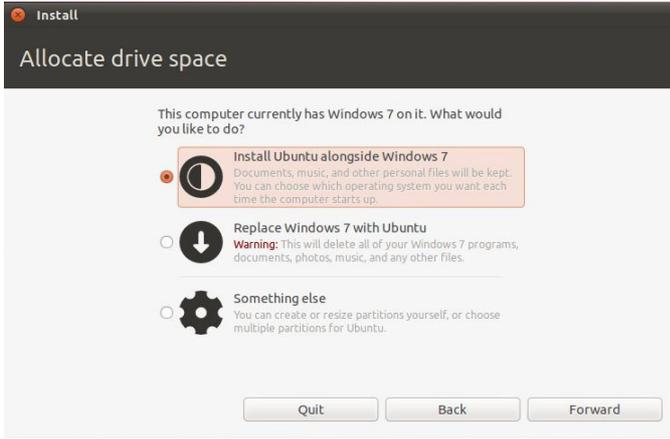 Install
Allocate drive space
This computer currently has Windows 7 on it. What would
you like to do?
Install Ubuntu alongside Windows 7
Documents, music, and other personal files will be kept.
You can choose which operating system you want each
time the computer starts up.
Replace Windows 7 with Ubuntu
Warning: This will delete all of your Windows 7 programs,
documents, photos, music, and any other files.
Something else
You can create or resize partitions yourself, or choose
multiple partitions for Ubuntu.
Quit
Back
Forward